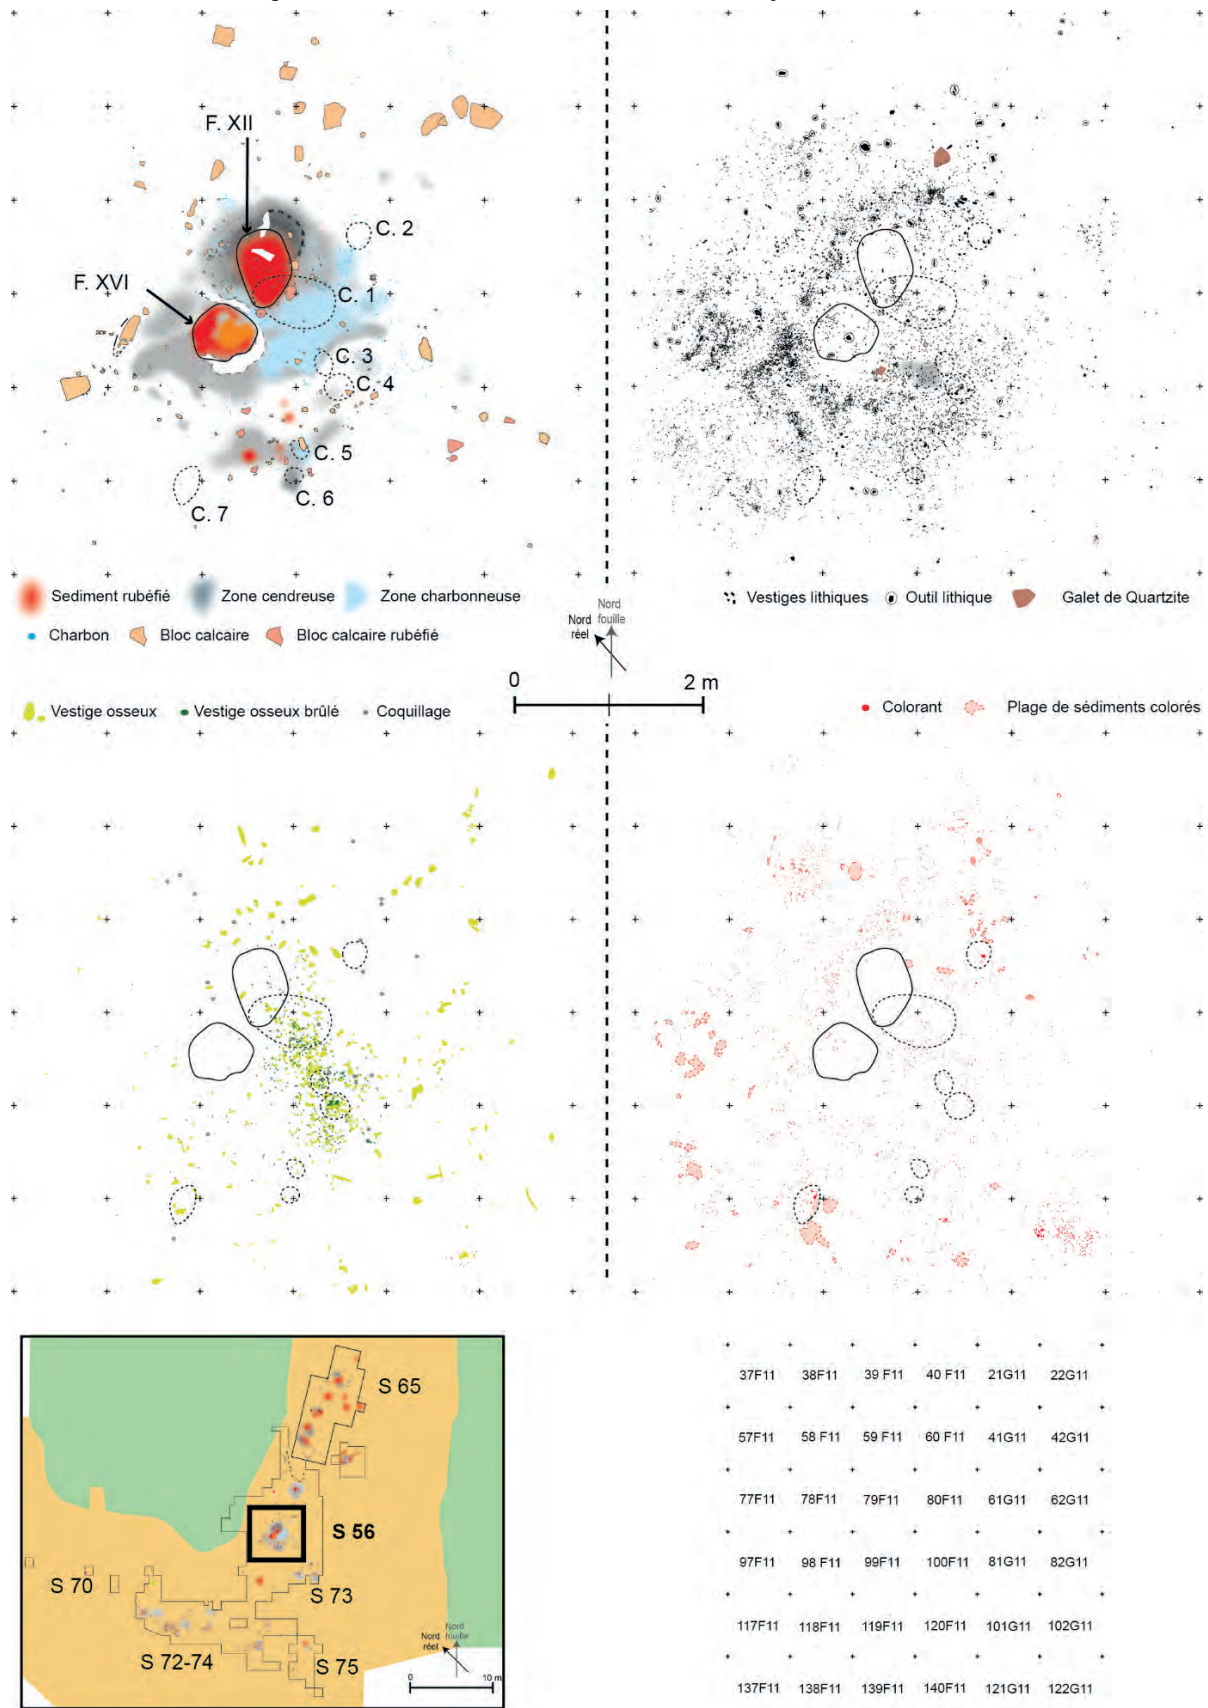 F. XII
C. 2
F. XVI
C. 1
C. 3
C. 4
C. 5
C. 6
C. 7
Sediment rubéfié Zone cendreuse Zone charbonneuse
Charbon Bloc calcaire Bloc calcaire rubéfié
Vestiges lithiques Outil lithique Galet de Quartzite
Nord
fouille
Nord
réel
0 2 m
Vestige osseux Vestige osseux brûlé Coquillage
Colorant Plage de sédiments colorés
S 65
S 56
S 70
S 73
S 72-74
S 75
Nord
fouille
Nord
réel
0 10 m
37F11 38F11 39 F11 40 F11 21G11 22G11
57F11 58 F11 59 F11 60 F11 41G11 42G11
77F11 78F11 79F11 80F11 61G11 62G11
97F11 98 F11 99F11 100F11 81G11 82G11
117F11 118F11 119F11 120F11 101G11 102G11
137F11 138F11 139F11 140F11 121G11 122G11